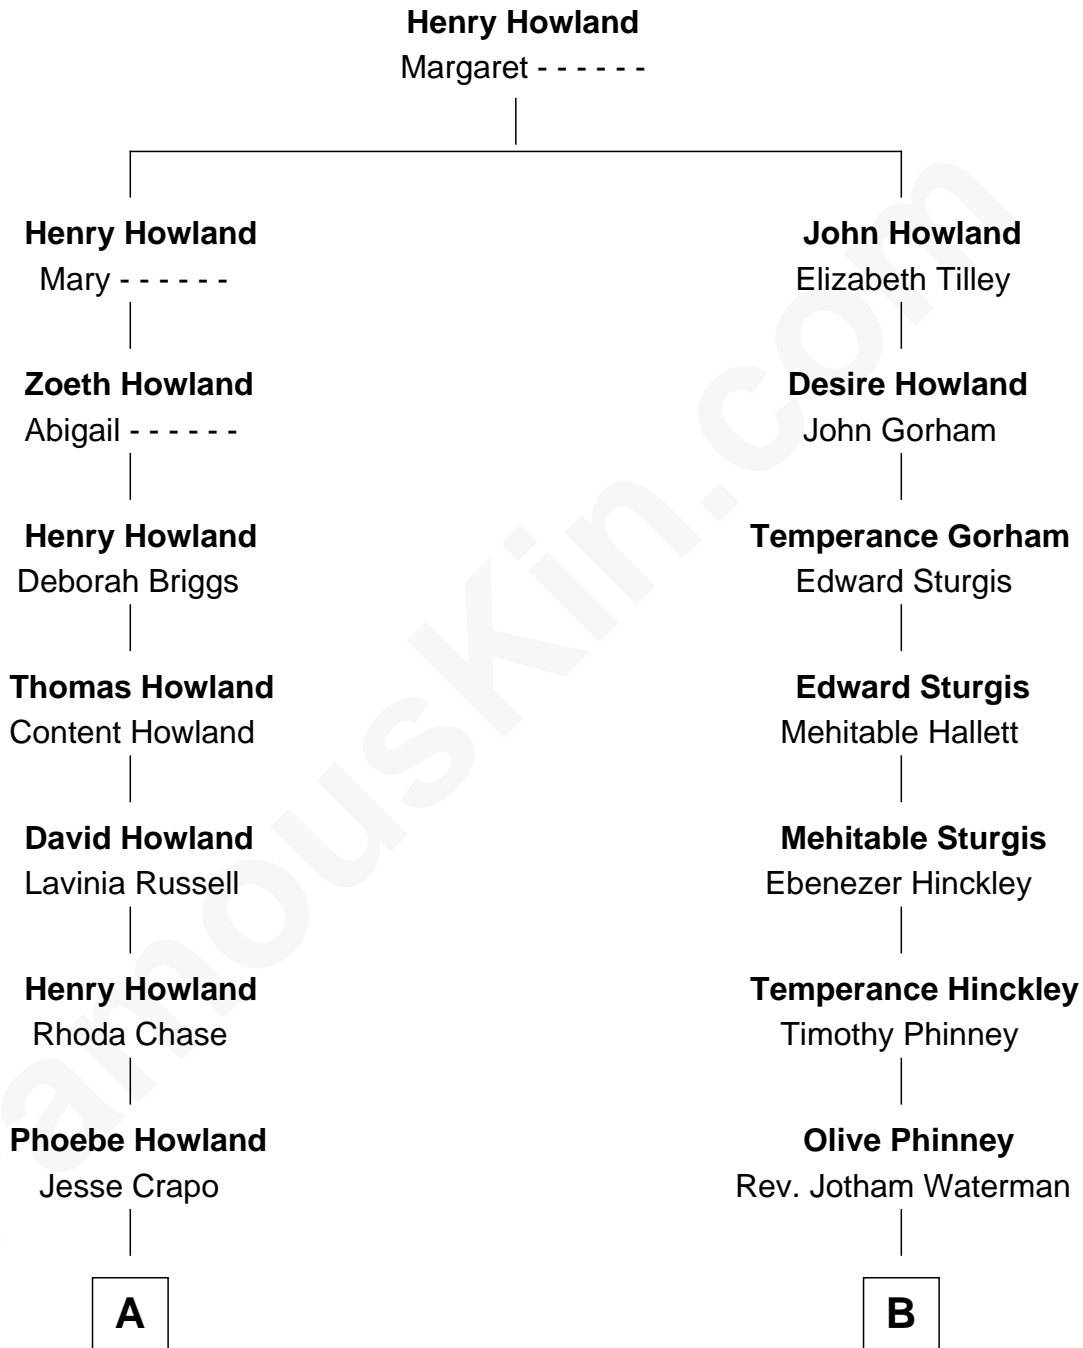 Henry Howland
Margaret - - - - - -
Henry Howland
Mary - - - - - -
John Howland
Elizabeth Tilley
Zoeth Howland
Abigail - - - - - -
Desire Howland
John Gorham
Henry Howland
Deborah Briggs
Temperance Gorham
Edward Sturgis
Thomas Howland
Content Howland
Edward Sturgis
Mehitable Hallett
David Howland
Lavinia Russell
Mehitable Sturgis
Ebenezer Hinckley
Henry Howland
Rhoda Chase
Temperance Hinckley
Timothy Phinney
Phoebe Howland
Jesse Crapo
Olive Phinney
Rev. Jotham Waterman
A
B
amousKin.com